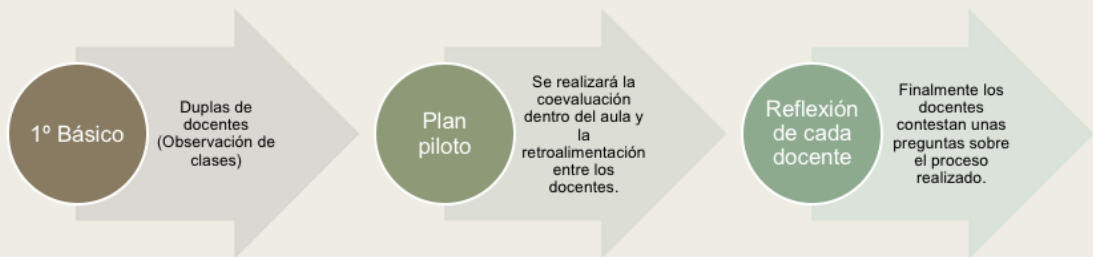 1º Básico
Duplas de
docentes
(Observación de
clases)
Plan
piloto
Se realizará la
coevaluación
dentro del aula y
la
retroalimentación
entre los
docentes.
Reflexión
de cada
docente
Finalmente los
docentes
contestan unas
preguntas sobre
el proceso
realizado.